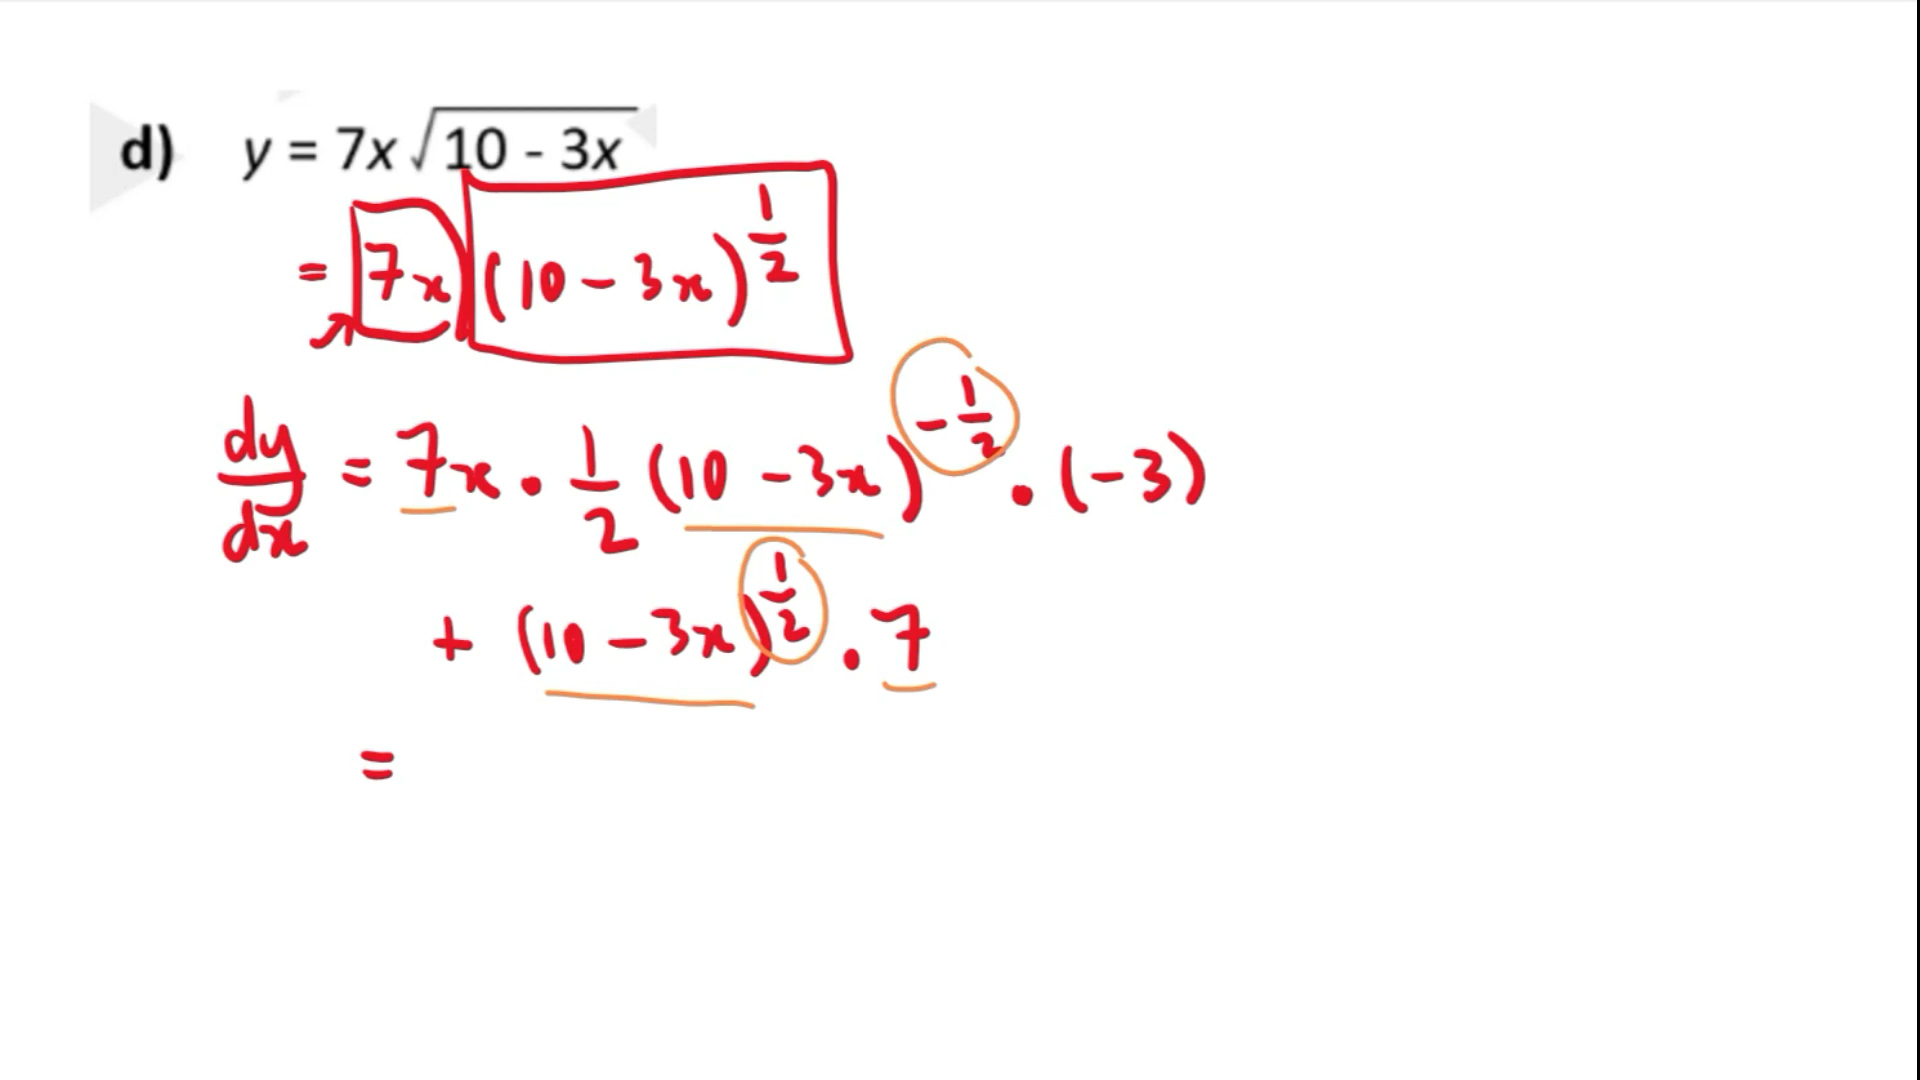 d) y = 7x √(10 - 3x)
= 7x (10 - 3x)^(1/2)
dy/dx = 7x · 1/2 (10 - 3x)^(-1/2) · (-3)
+ (10 - 3x)^(1/2) · 7
=